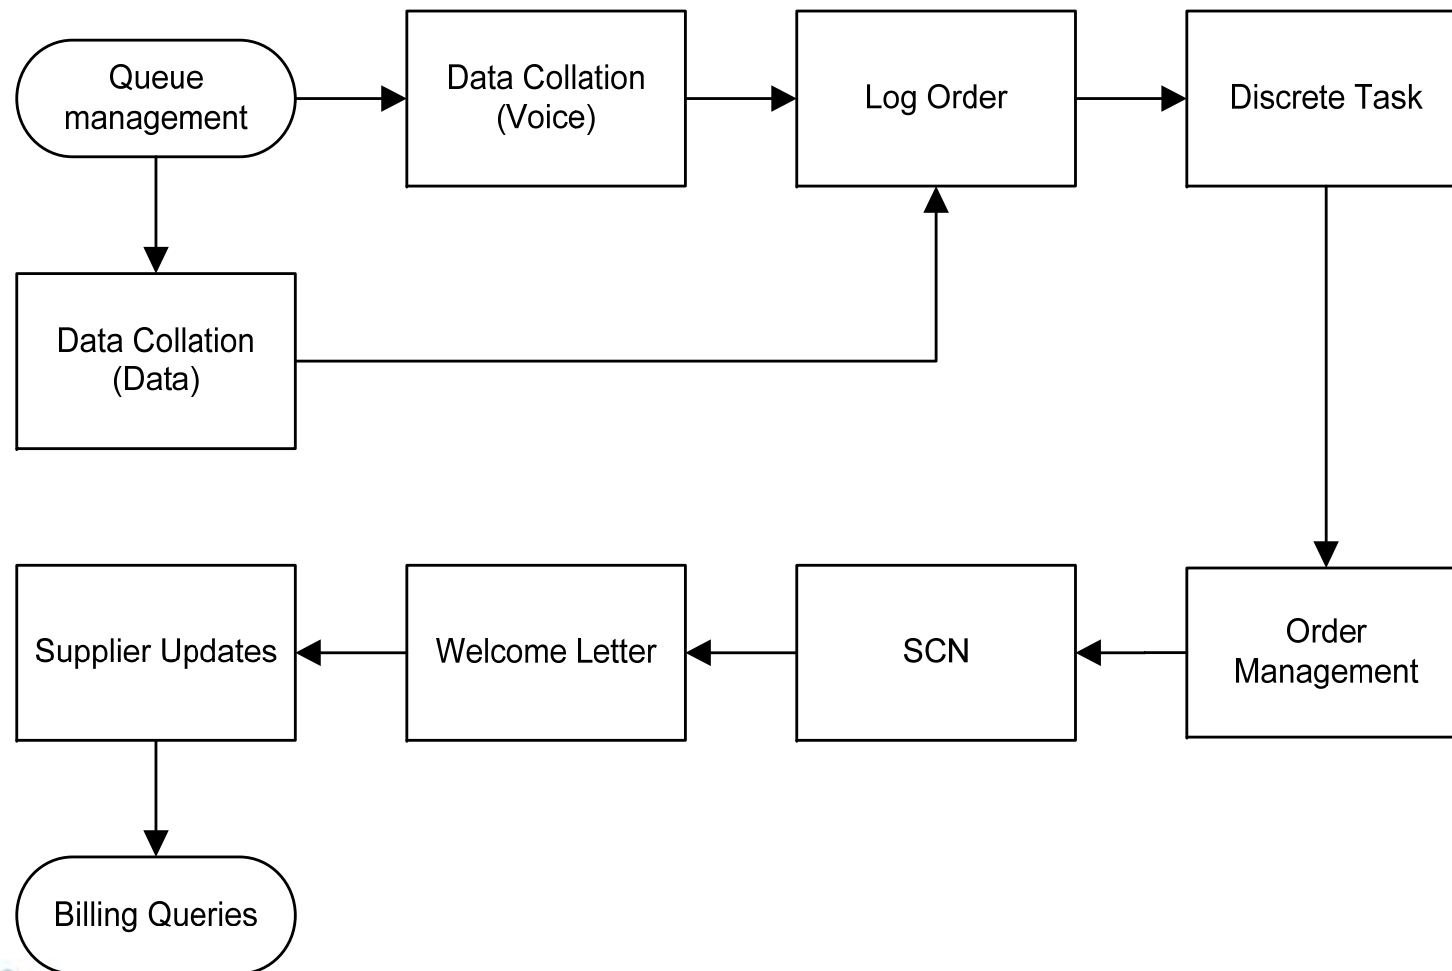 Queue
management
Data Collation
(Voice)
Log Order
Discrete Task
Data Collation
(Data)
Supplier Updates
Welcome Letter
SCN
Order
Management
Billing Queries